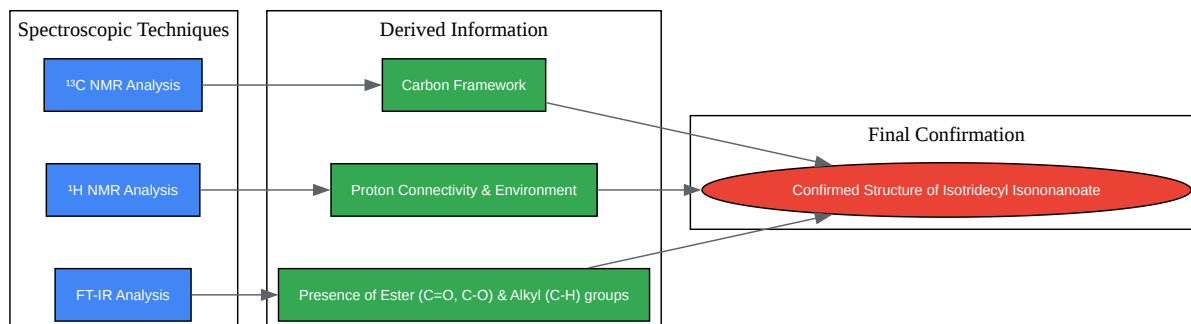 Spectroscopic Techniques
Derived Information
¹³C NMR Analysis
Carbon Framework
Final Confirmation
¹H NMR Analysis
Proton Connectivity & Environment
Confirmed Structure of Isotridecyl Isononanoate
FT-IR Analysis
Presence of Ester (C=O, C-O) & Alkyl (C-H) groups